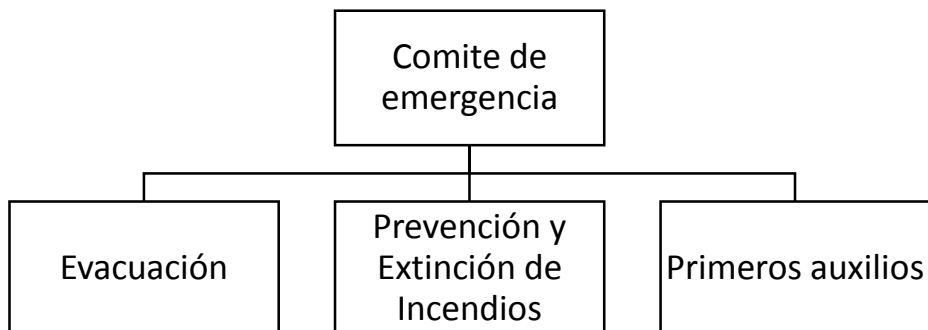 Comite de
emergencia
Evacuación
Prevención y
Extinción de
Incendios
Primeros auxilios